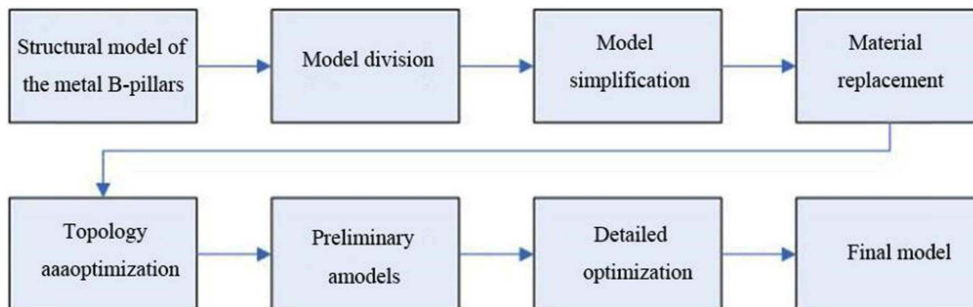 Structural model of
the metal B-pillars
Model division
Model
simplification
Material
replacement
Topology
aaaoptimization
Preliminary
amodels
Detailed
optimization
Final model